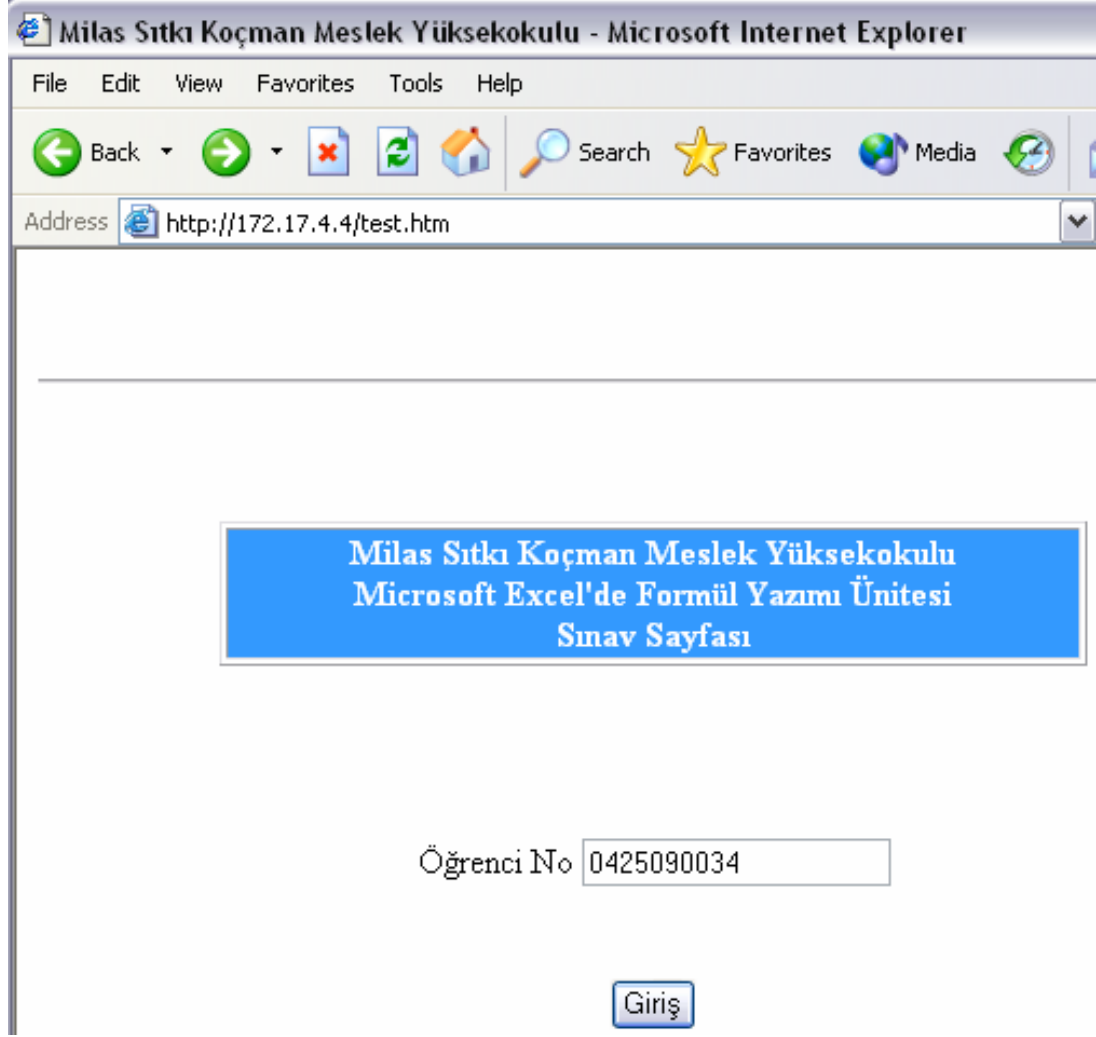 Milas Sıtkı Koçman Meslek Yüksekokulu - Microsoft Internet Explorer
File Edit View Favorites Tools Help
Back Search Favorites Media
Address http://172.17.4.4/test.htm
Milas Sıtkı Koçman Meslek Yüksekokulu
Microsoft Excel'de Formül Yazımı Ünitesi
Sınav Sayfası
Öğrenci No 0425090034
Giriş